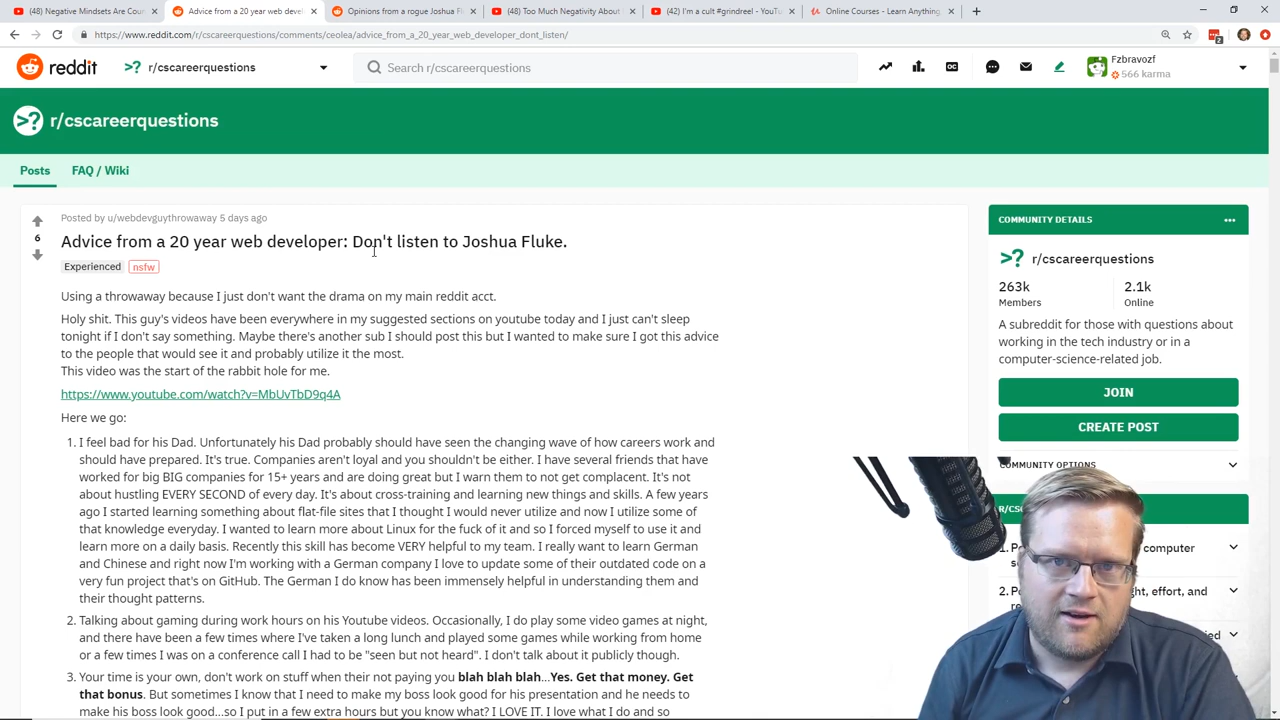 (48) Negative Mindsets Are Coun
Advice from a 20 year web devel
Opinions from a rogue Joshua Flu
(48) Too Much Negativity About
(42) I'm a cult #grindreel - YouTu
Online Courses - Learn Anything
https://www.reddit.com/r/cscareerquestions/comments/ceolea/advice_from_a_20_year_web_developer_dont_listen/
reddit
r/cscareerquestions
Search r/cscareerquestions
Fzbravozf
566 karma
r/cscareerquestions
Posts
FAQ / Wiki
Posted by u/webdevguythrowaway 5 days ago
6
Advice from a 20 year web developer: Don't listen to Joshua Fluke.
Experienced
nsfw
Using a throwaway because I just don't want the drama on my main reddit acct.
Holy shit. This guy's videos have been everywhere in my suggested sections on youtube today and I just can't sleep
tonight if I don't say something. Maybe there's another sub I should post this but I wanted to make sure I got this advice
to the people that would see it and probably utilize it the most.
This video was the start of the rabbit hole for me.
https://www.youtube.com/watch?v=MbUvTbD9q4A
Here we go:
1. I feel bad for his Dad. Unfortunately his Dad probably should have seen the changing wave of how careers work and
should have prepared. It's true. Companies aren't loyal and you shouldn't be either. I have several friends that have
worked for big BIG companies for 15+ years and are doing great but I warn them to not get complacent. It's not
about hustling EVERY SECOND of every day. It's about cross-training and learning new things and skills. A few years
ago I started learning something about flat-file sites that I thought I would never utilize and now I utilize some of
that knowledge everyday. I wanted to learn more about Linux for the fuck of it and so I forced myself to use it and
learn more on a daily basis. Recently this skill has become VERY helpful to my team. I really want to learn German
and Chinese and right now I'm working with a German company I love to update some of their outdated code on a
very fun project that's on GitHub. The German I do know has been immensely helpful in understanding them and
their thought patterns.
2. Talking about gaming during work hours on his Youtube videos. Occasionally, I do play some video games at night,
and there have been a few times where I've taken a long lunch and played some games while working from home
or a few times I was on a conference call I had to be "seen but not heard". I don't talk about it publicly though.
3. Your time is your own, don't work on stuff when their not paying you blah blah blah...Yes. Get that money. Get
that bonus. But sometimes I know that I need to make my boss look good for his presentation and he needs to
make his boss look good...so I put in a few extra hours but you know what? I LOVE IT. I love what I do and so
COMMUNITY DETAILS
r/cscareerquestions
263k
2.1k
Members
Online
A subreddit for those with questions about
working in the tech industry or in a
computer-science-related job.
JOIN
CREATE POST
COMMUNITY OPTIONS
R/CS
1. Po
computer
s
2. P
ht, effort, and